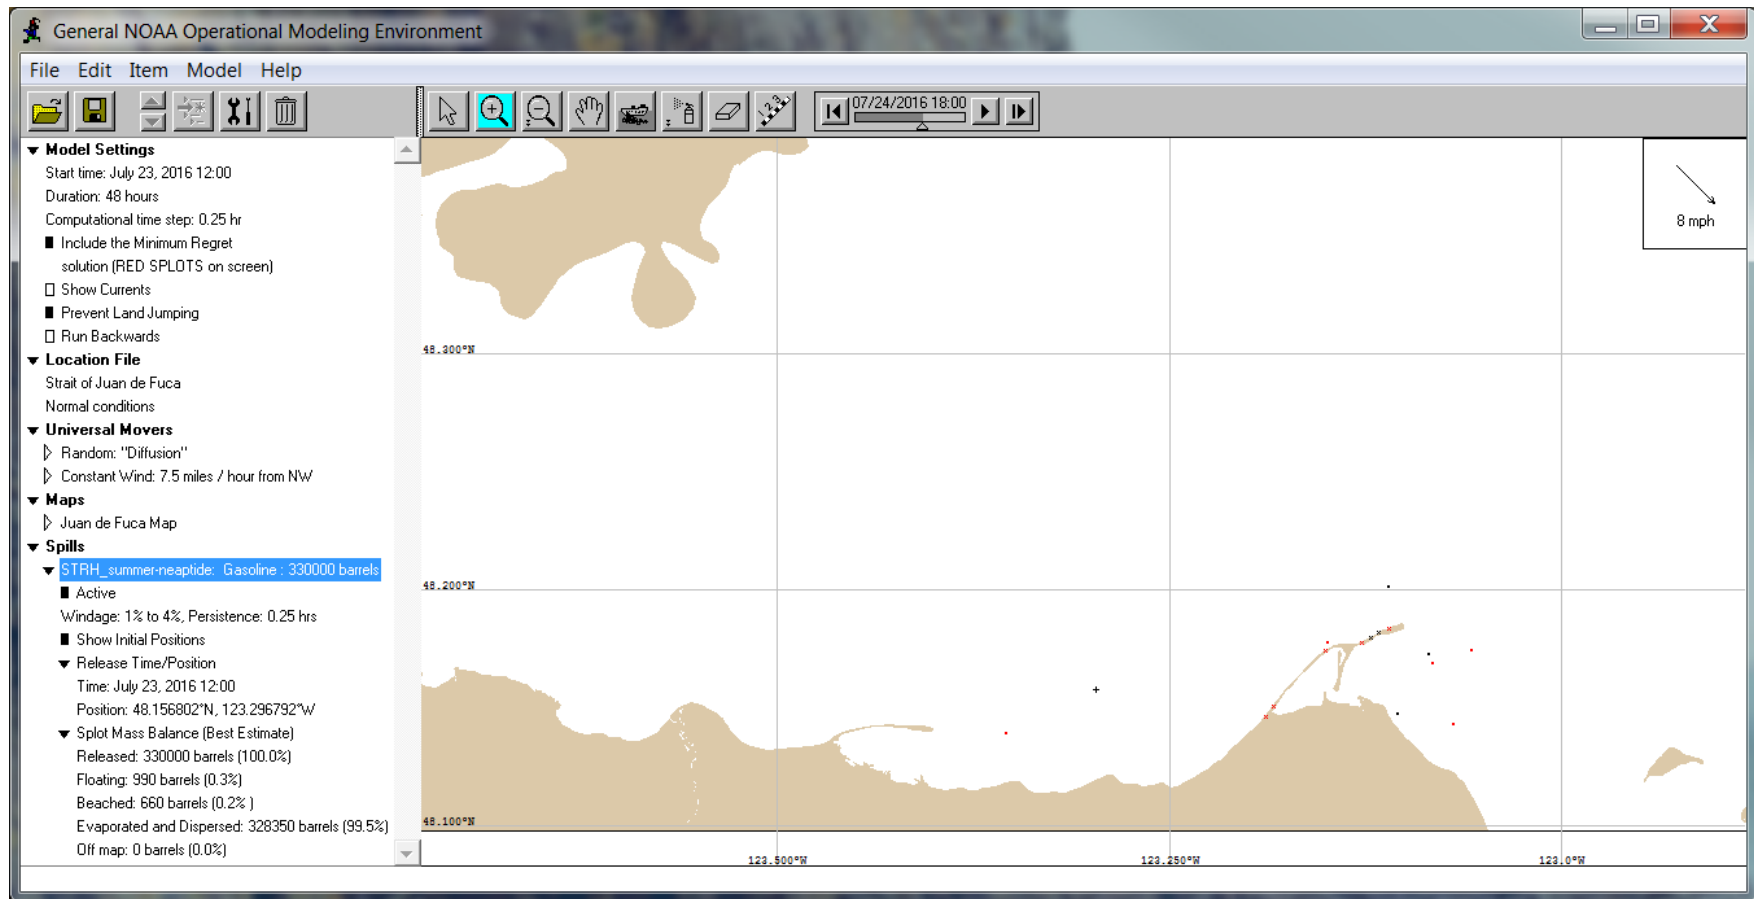 General NOAA Operational Modeling Environment
File Edit Item Model Help
07/24/2016 18:00
Model Settings
Start time: July 23, 2016 12:00
Duration: 48 hours
Computational time step: 0.25 hr
Include the Minimum Regret
solution (RED SPLOTS on screen)
Show Currents
Prevent Land Jumping
Run Backwards
Location File
Strait of Juan de Fuca
Normal conditions
Universal Movers
Random: "Diffusion"
Constant Wind: 7.5 miles / hour from NW
Maps
Juan de Fuca Map
Spills
STRH_summer-neaptide: Gasoline : 330000 barrels
Active
Windage: 1% to 4%, Persistence: 0.25 hrs
Show Initial Positions
Release Time/Position
Time: July 23, 2016 12:00
Position: 48.156802°N, 123.296792°W
Splot Mass Balance (Best Estimate)
Released: 330000 barrels (100.0%)
Floating: 990 barrels (0.3%)
Beached: 660 barrels (0.2% )
Evaporated and Dispersed: 328350 barrels (99.5%)
Off map: 0 barrels (0.0%)
8 mph
48.300°N
48.200°N
48.100°N
123.500°W
123.250°W
123.0°W